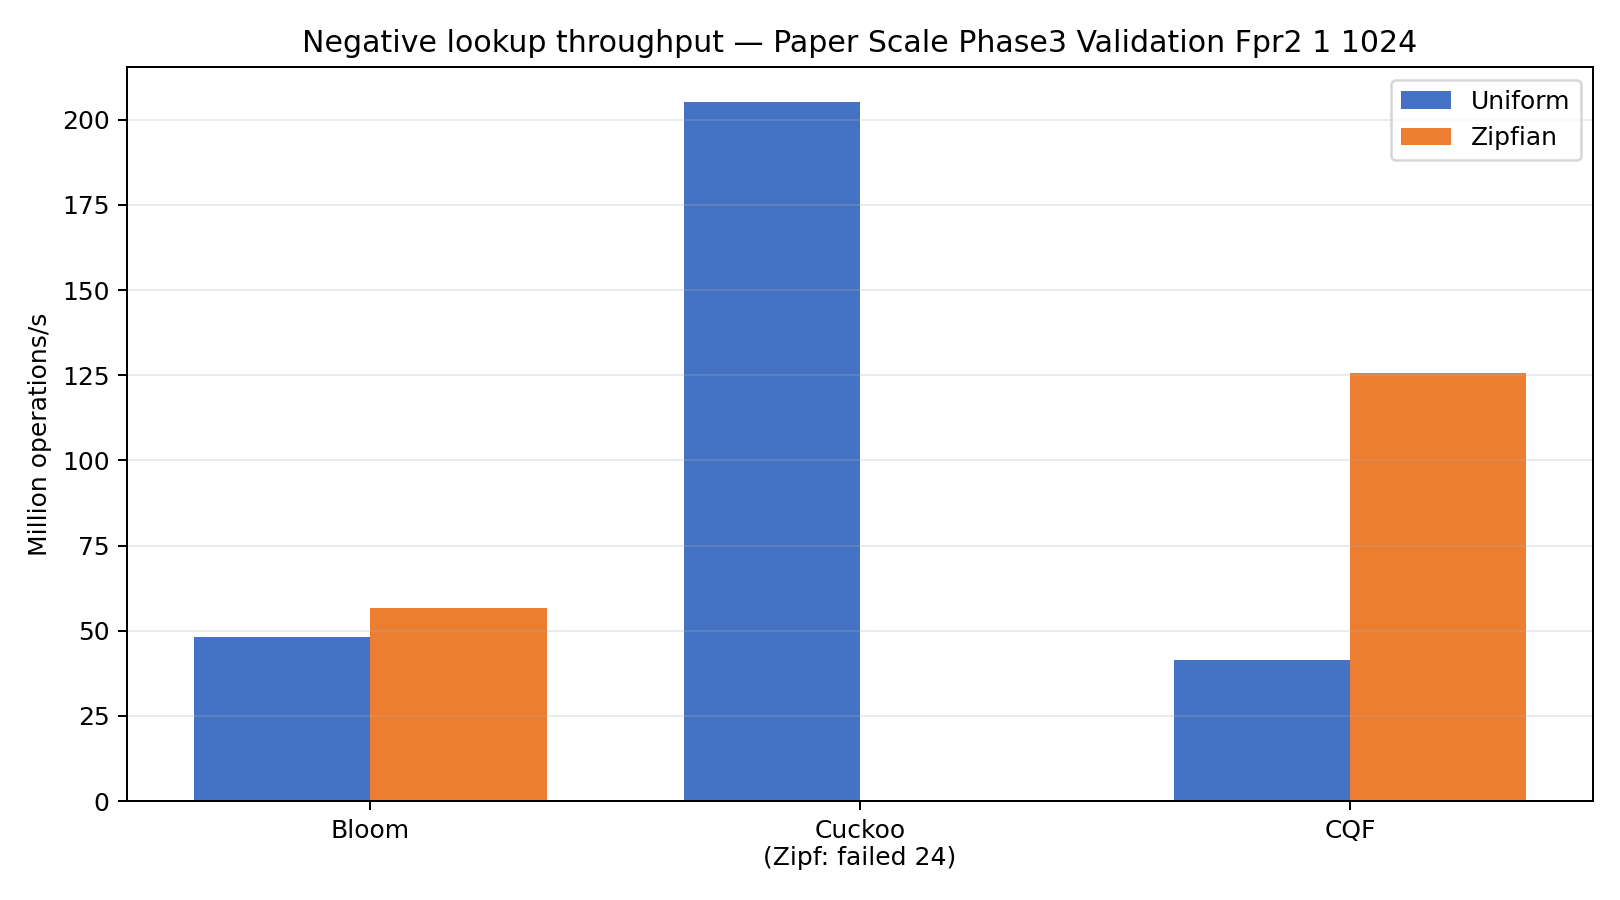 Negative lookup throughput — Paper Scale Phase3 Validation Fpr2 1 1024
Uniform
Zipfian
200
175
150
125
100
75
50
25
0
Million operations/s
Bloom
Cuckoo
(Zipf: failed 24)
CQF